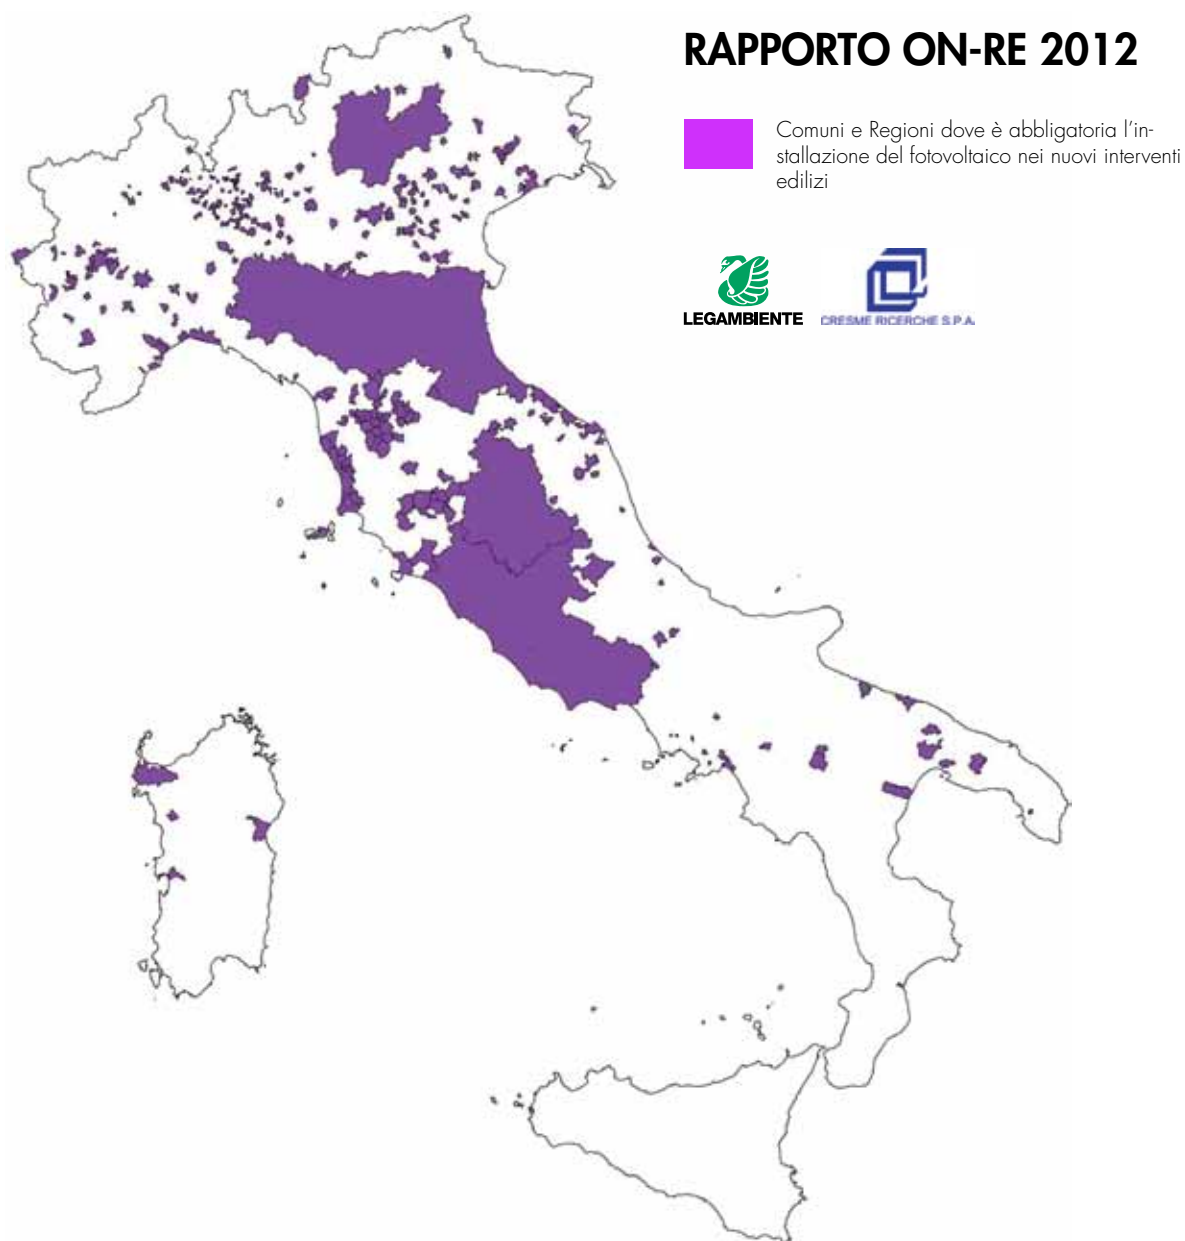 RAPPORTO ON-RE 2012
Comuni e Regioni dove è abbligatoria l'in-
stallazione del fotovoltaico nei nuovi interventi
edilizi
LEGAMBIENTE
CRESME RICERCHE S.P.A.